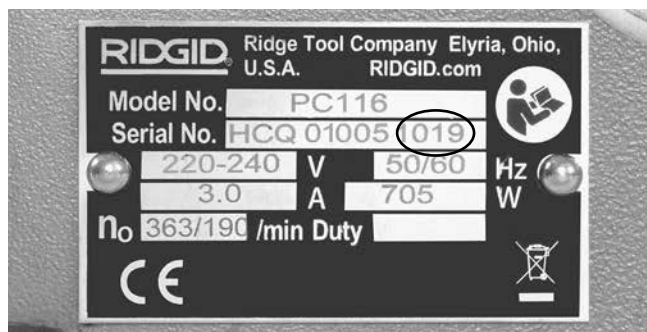 RIDGID® Ridge Tool Company Elyria, Ohio,
U.S.A. RIDGID.com
Model No. PC116
Serial No. HCQ 01005 1019
220-240 V 50/60 Hz
3.0 A 705 W
no 363/190 /min Duty
CE